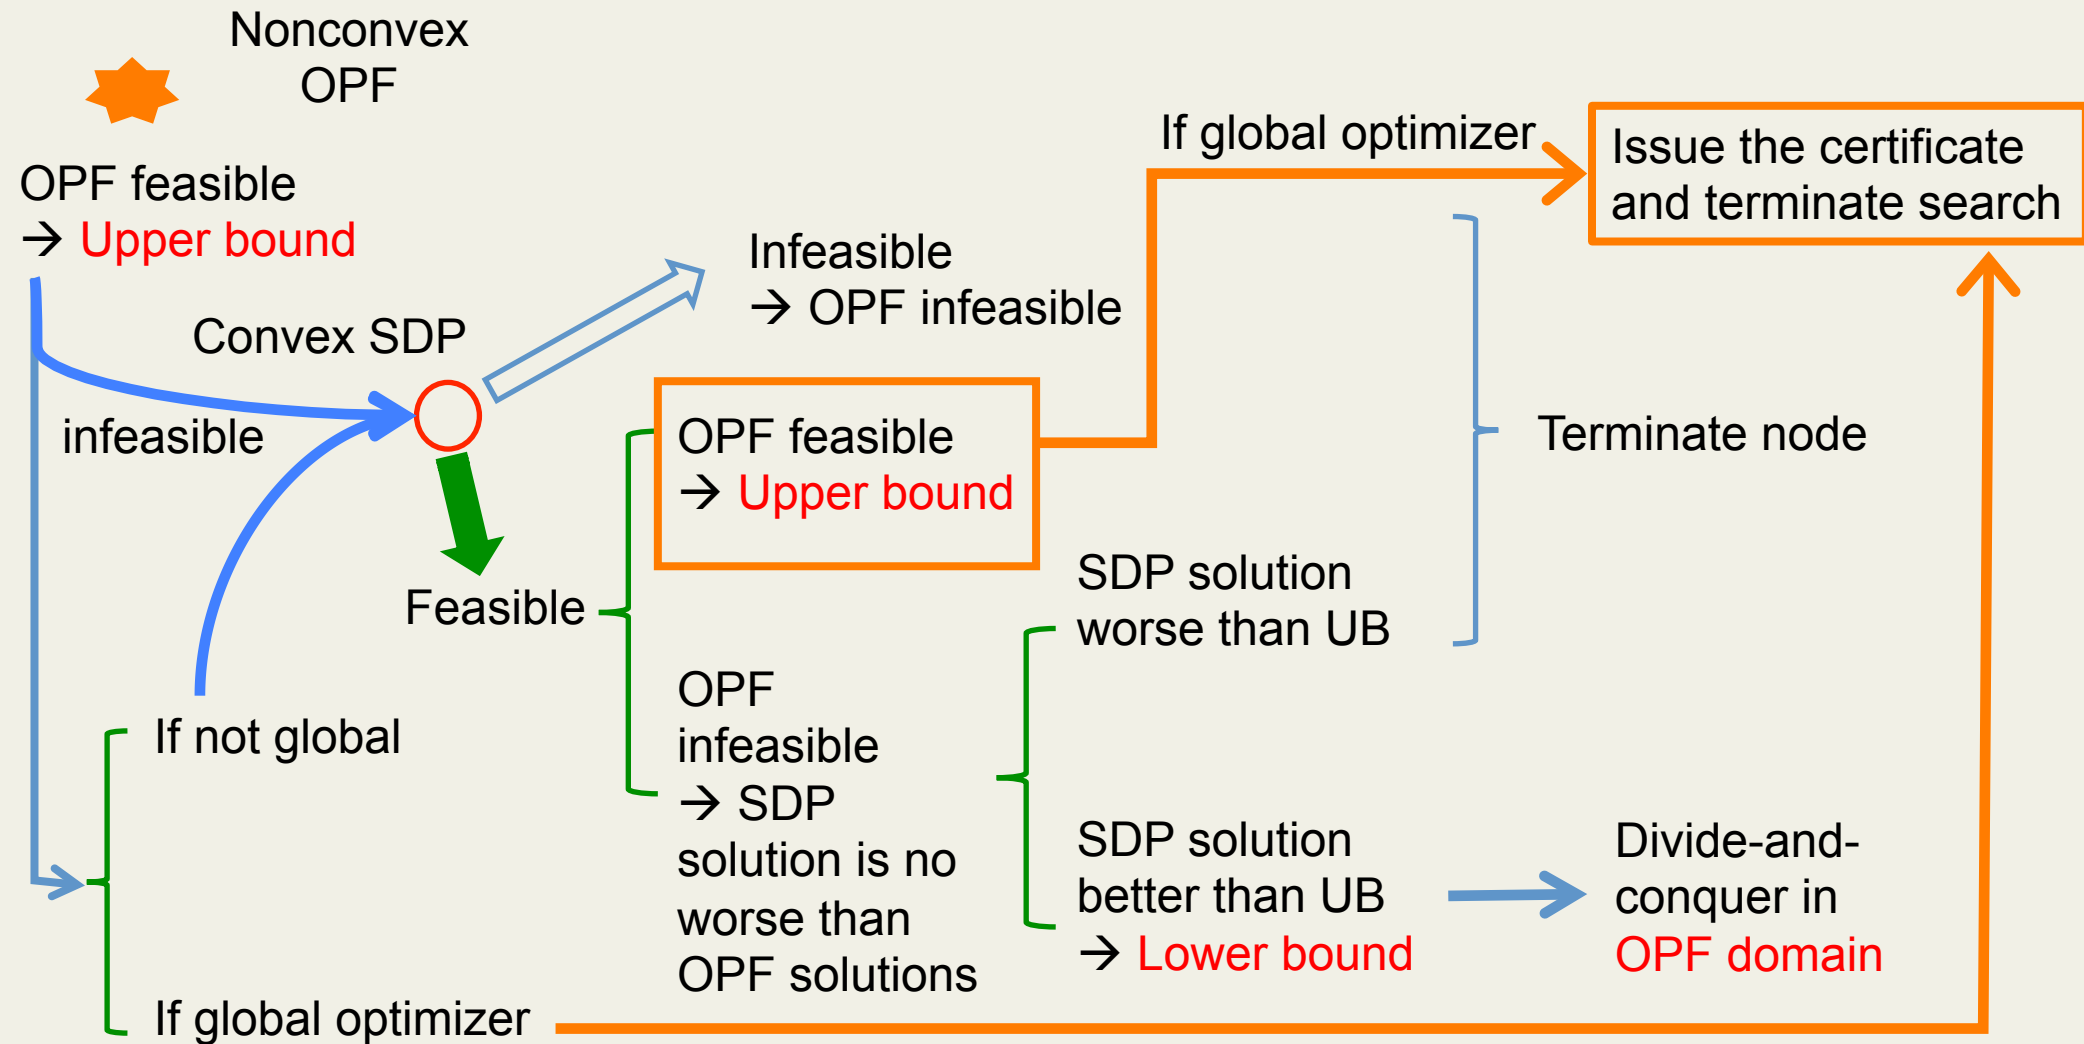 Nonconvex
OPF
OPF feasible
→ Upper bound
Convex SDP
infeasible
If not global
If global optimizer
Infeasible
→ OPF infeasible
Feasible
OPF feasible
→ Upper bound
OPF
infeasible
→ SDP
solution is no
worse than
OPF solutions
If global optimizer
Issue the certificate
and terminate search
Terminate node
SDP solution
worse than UB
SDP solution
better than UB
→ Lower bound
Divide-and-
conquer in
OPF domain